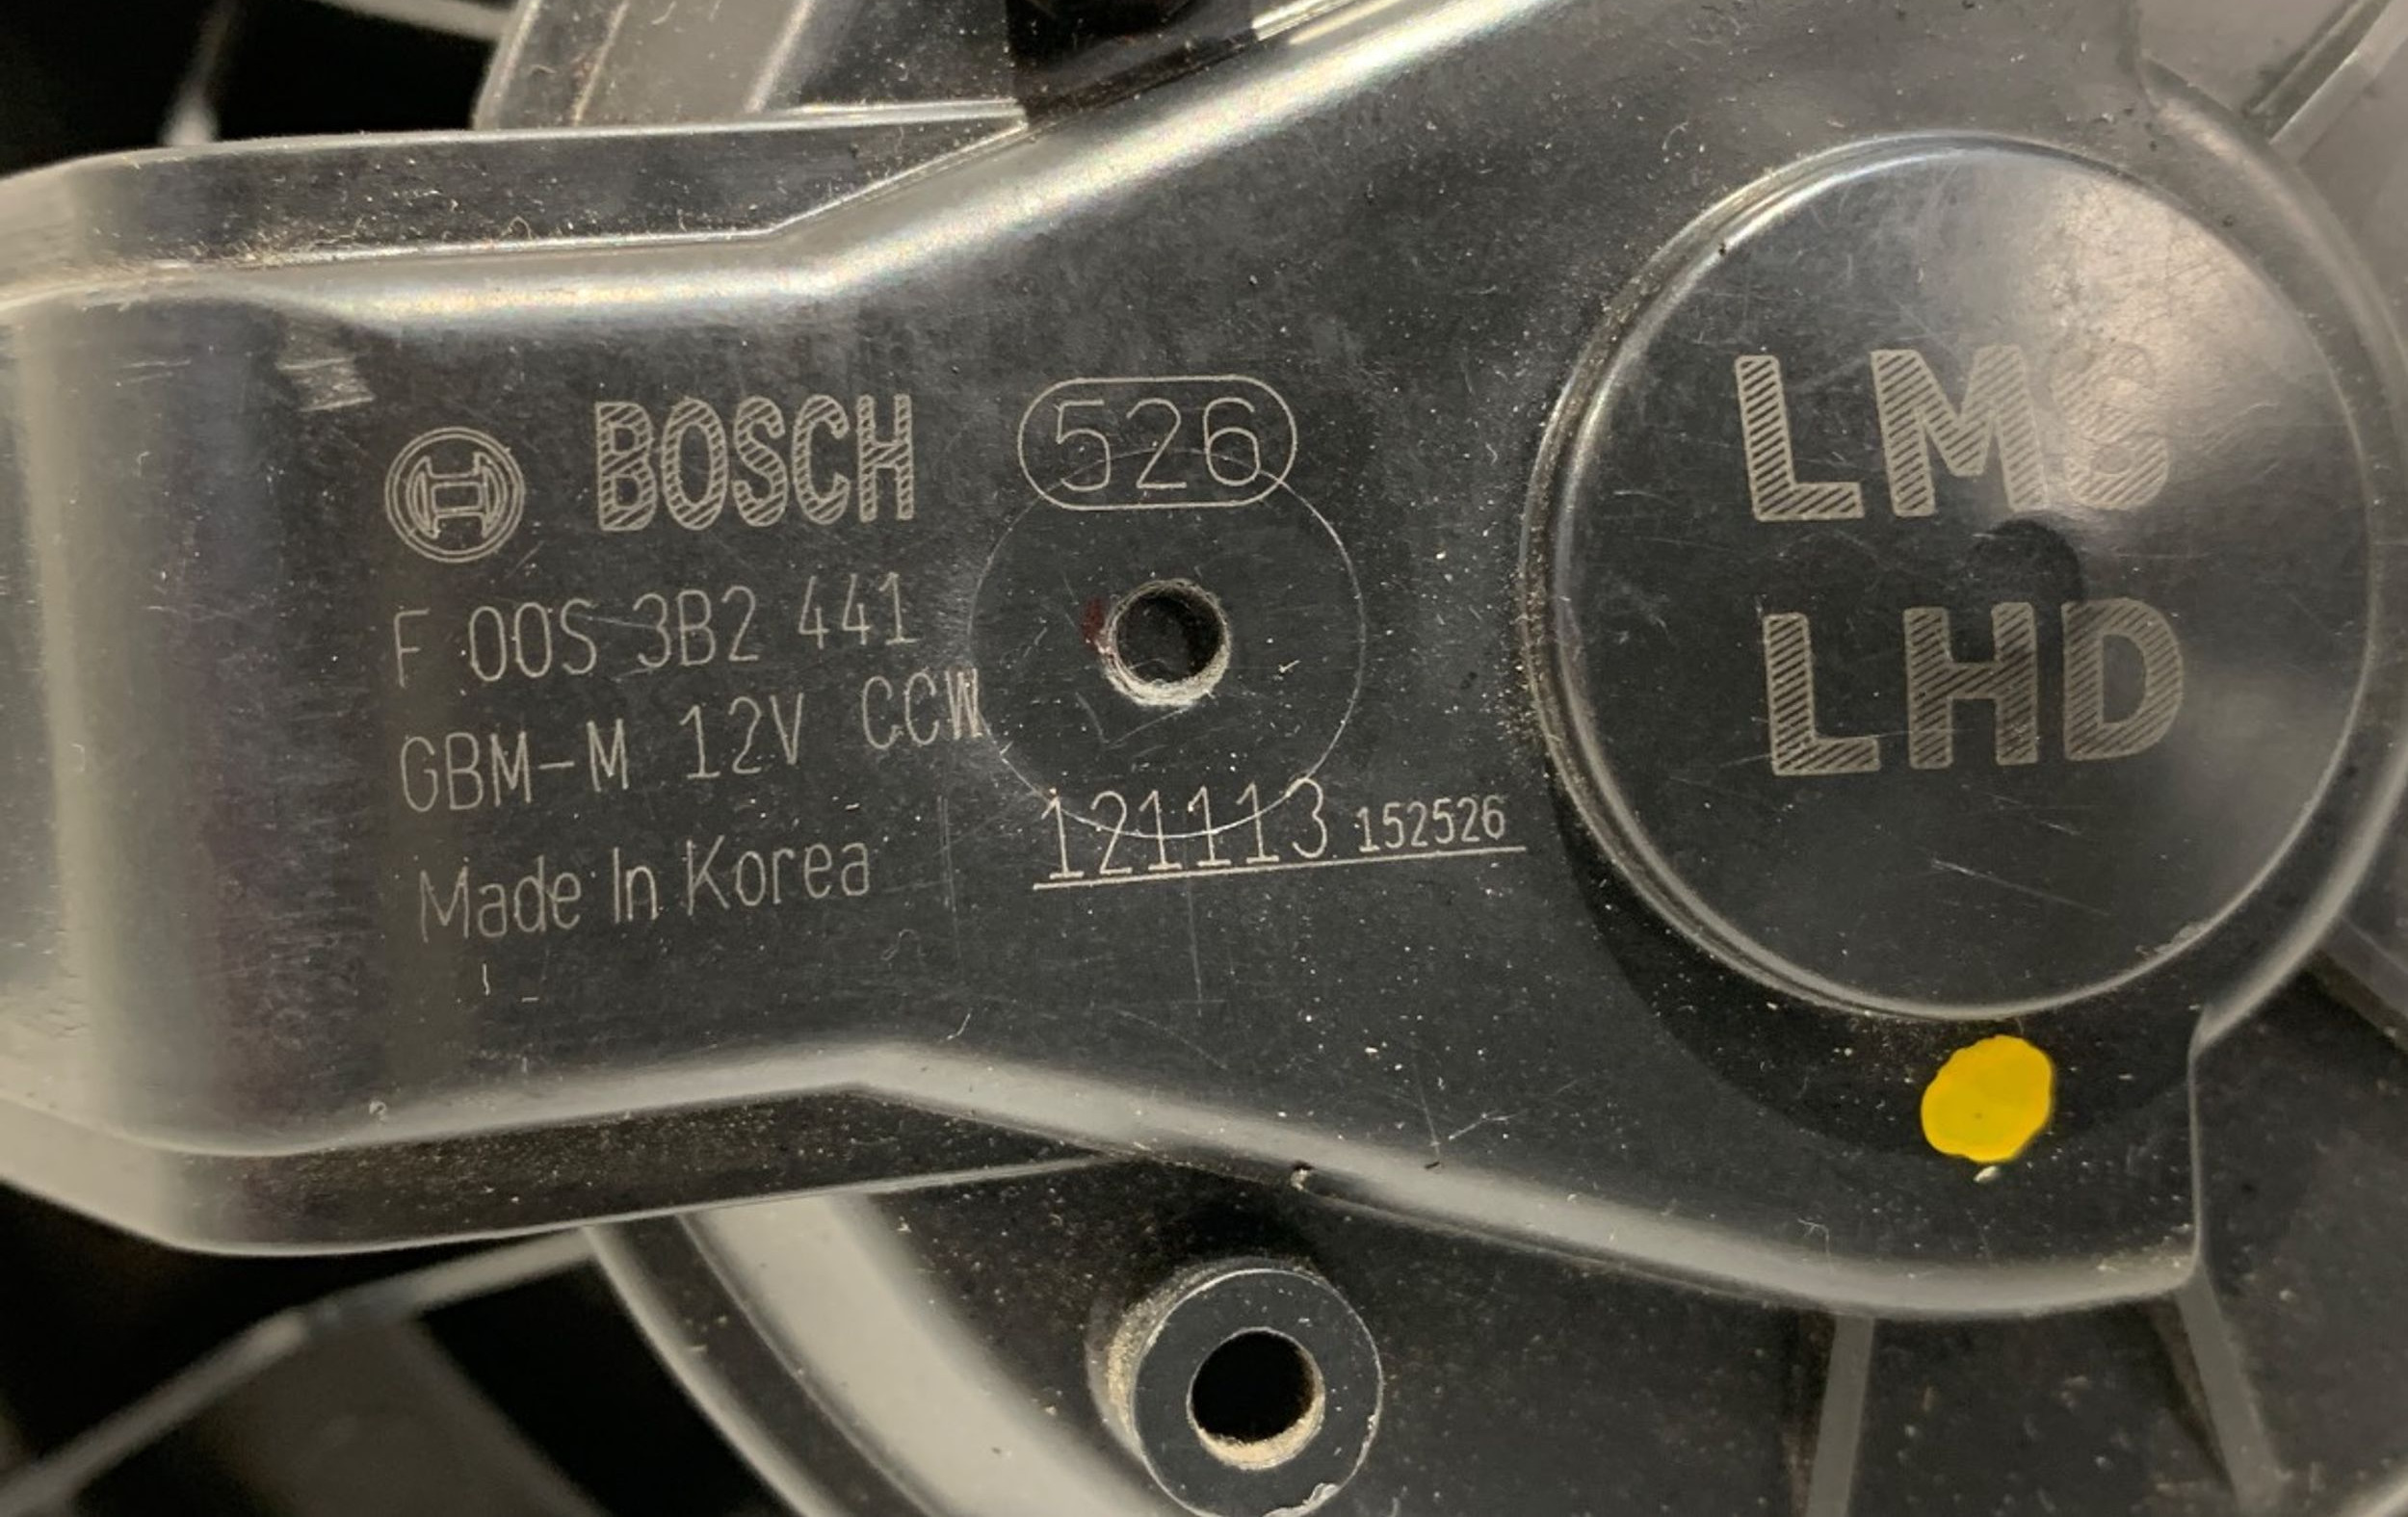 BOSCH 526
F 00S 3B2 441
GBM-M 12V CCW
Made In Korea
121113 152526
LHD